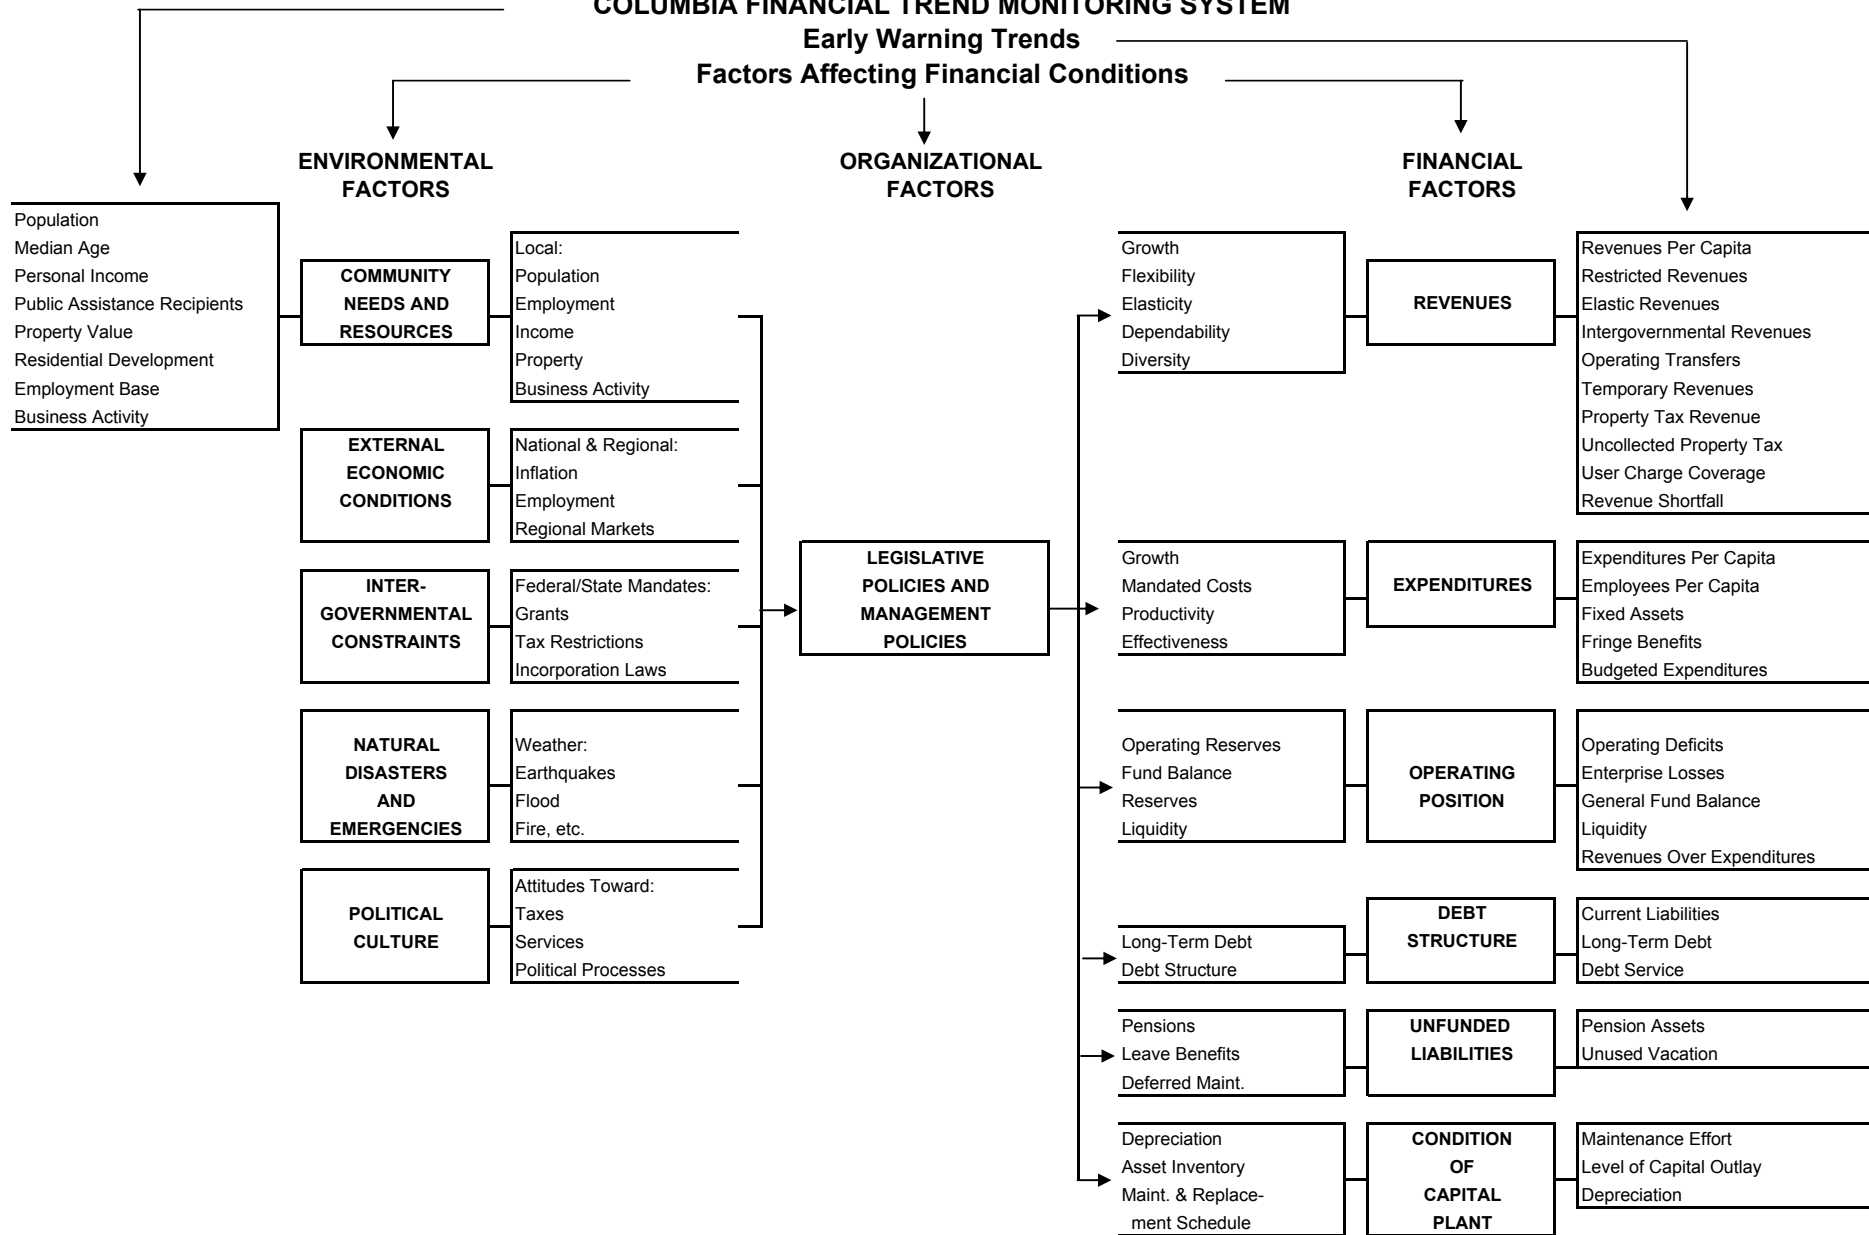 COLUMBIA FINANCIAL TREND MONITORING SYSTEM
Early Warning Trends
Factors Affecting Financial Conditions
ENVIRONMENTAL
FACTORS
ORGANIZATIONAL
FACTORS
FINANCIAL
FACTORS
Population
Median Age
Personal Income
Public Assistance Recipients
Property Value
Residential Development
Employment Base
Business Activity
COMMUNITY
NEEDS AND
RESOURCES
Local:
Population
Employment
Income
Property
Business Activity
EXTERNAL
ECONOMIC
CONDITIONS
National & Regional:
Inflation
Employment
Regional Markets
INTER-
GOVERNMENTAL
CONSTRAINTS
Federal/State Mandates:
Grants
Tax Restrictions
Incorporation Laws
NATURAL
DISASTERS
AND
EMERGENCIES
Weather:
Earthquakes
Flood
Fire, etc.
POLITICAL
CULTURE
Attitudes Toward:
Taxes
Services
Political Processes
LEGISLATIVE
POLICIES AND
MANAGEMENT
POLICIES
Growth
Flexibility
Elasticity
Dependability
Diversity
REVENUES
Revenues Per Capita
Restricted Revenues
Elastic Revenues
Intergovernmental Revenues
Operating Transfers
Temporary Revenues
Property Tax Revenue
Uncollected Property Tax
User Charge Coverage
Revenue Shortfall
Growth
Mandated Costs
Productivity
Effectiveness
EXPENDITURES
Expenditures Per Capita
Employees Per Capita
Fixed Assets
Fringe Benefits
Budgeted Expenditures
Operating Reserves
Fund Balance
Reserves
Liquidity
OPERATING
POSITION
Operating Deficits
Enterprise Losses
General Fund Balance
Liquidity
Revenues Over Expenditures
Long-Term Debt
Debt Structure
DEBT
STRUCTURE
Current Liabilities
Long-Term Debt
Debt Service
Pensions
Leave Benefits
Deferred Maint.
UNFUNDED
LIABILITIES
Pension Assets
Unused Vacation
Depreciation
Asset Inventory
Maint. & Replace-
ment Schedule
CONDITION
OF
CAPITAL
PLANT
Maintenance Effort
Level of Capital Outlay
Depreciation